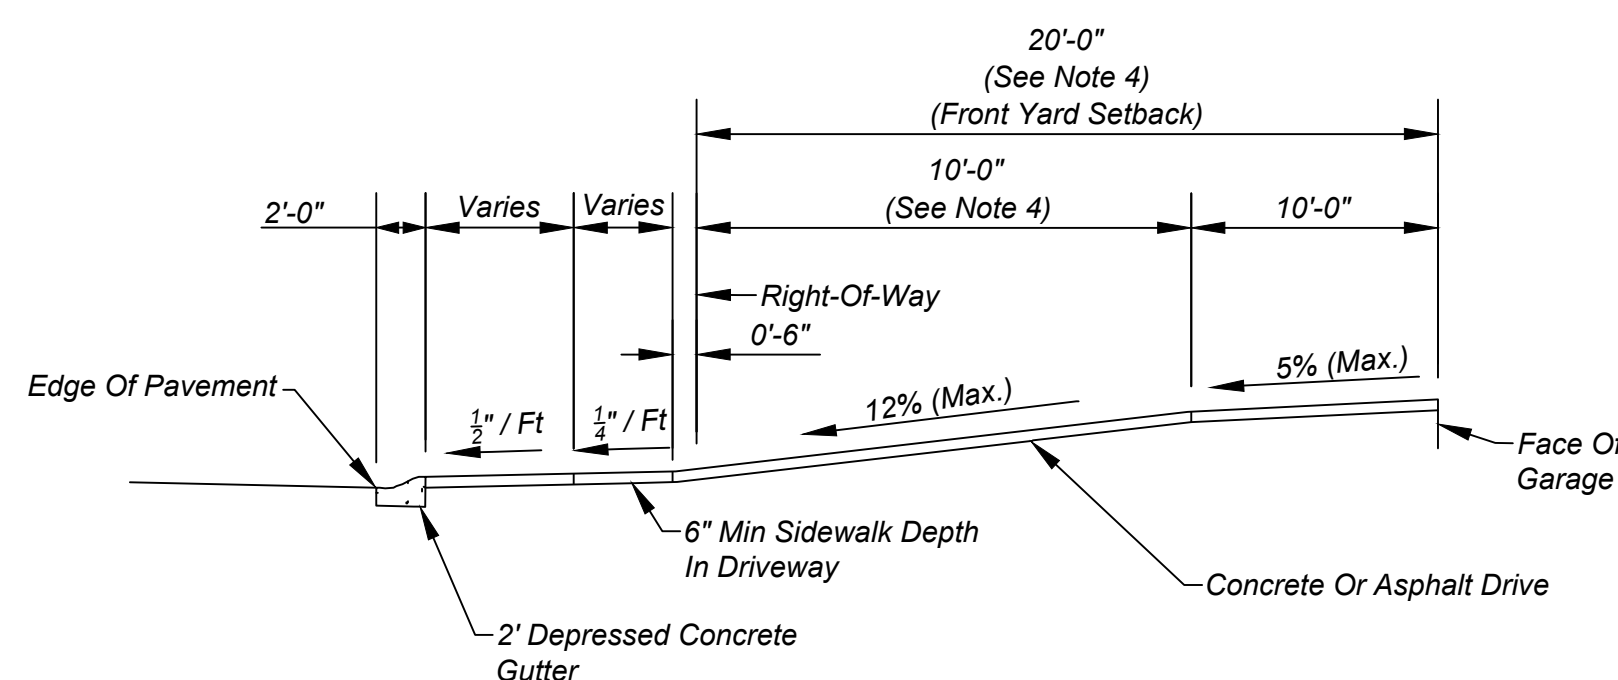 20'-0"
(See Note 4)
(Front Yard Setback)
10'-0"
(See Note 4)
2'-0"
Varies
Varies
10'-0"
Right-Of-Way
0'-6"
Edge Of Pavement
1/2" / Ft
1/4" / Ft
12% (Max.)
5% (Max.)
Face Of
Garage
6" Min Sidewalk Depth
In Driveway
Concrete Or Asphalt Drive
2' Depressed Concrete
Gutter